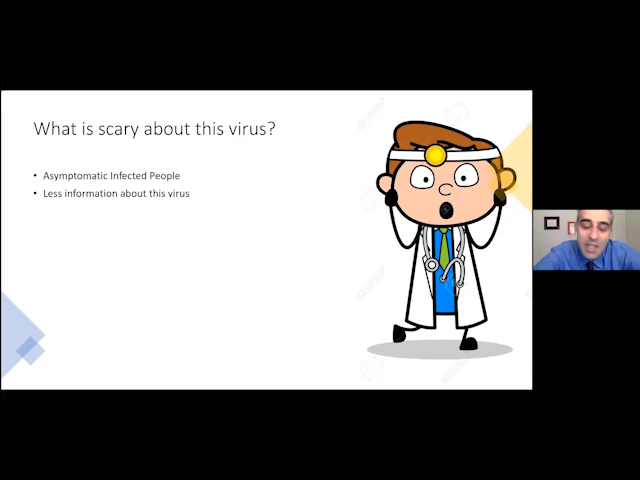 What is scary about this virus?
• Asymptomatic Infected People
• Less information about this virus